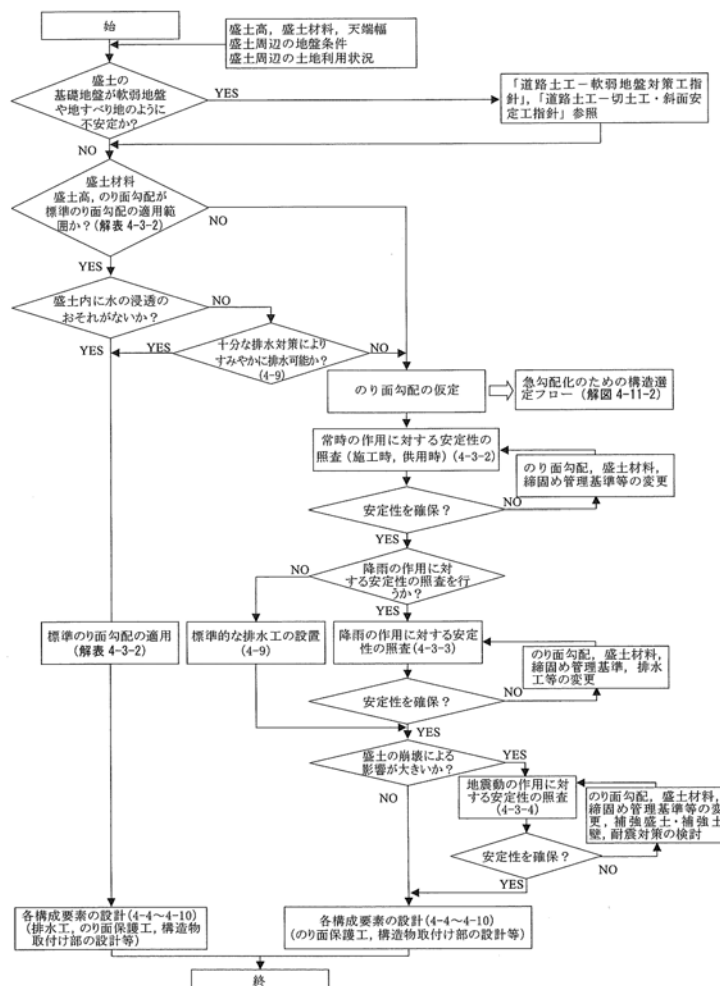 始
盛土高，盛土材料，天端幅
盛土周辺の地盤条件
盛土周辺の土地利用状況
盛土の
基礎地盤が軟弱地盤
や地すべり地のように
不安定か？
YES
「道路土工－軟弱地盤対策工指
針」，「道路土工－切土工・斜面安
定工指針」参照
NO
盛土材料
盛土高，のり面勾配が
標準のり面勾配の適用範
囲か？(解表 4-3-2)
NO
YES
盛土内に水の浸透の
おそれがないか？
NO
YES
YES
十分な排水対策により
すみやかに排水可能か？
(4-9)
NO
のり面勾配の仮定
急勾配化のための構造選
定フロー（解図 4-11-2）
常時の作用に対する安定性の
照査(施工時，供用時) (4-3-2)
のり面勾配，盛土材料，
締固め管理基準等の変更
安定性を確保？
NO
YES
NO
降雨の作用に対
する安定性の照査を行
うか？
YES
標準のり面勾配の適用
(解表 4-3-2)
標準的な排水工の設置
(4-9)
降雨の作用に対する安定
性の照査(4-3-3)
のり面勾配，盛土材料，
締固め管理基準，排水
工等の変更
安定性を確保？
NO
YES
盛土の崩壊による
影響が大きいか？
YES
NO
地震動の作用に対
する安定性の照査
(4-3-4)
のり面勾配，盛土材料，
締固め管理基準等の変
更，補強盛土・補強土
壁，耐震対策の検討
安定性を確保？
NO
YES
各構成要素の設計(4-4～4-10)
(排水工，のり面保護工，構造物
取付け部の設計等)
各構成要素の設計(4-4～4-10)
(のり面保護工，構造物取付け部の設計等)
終